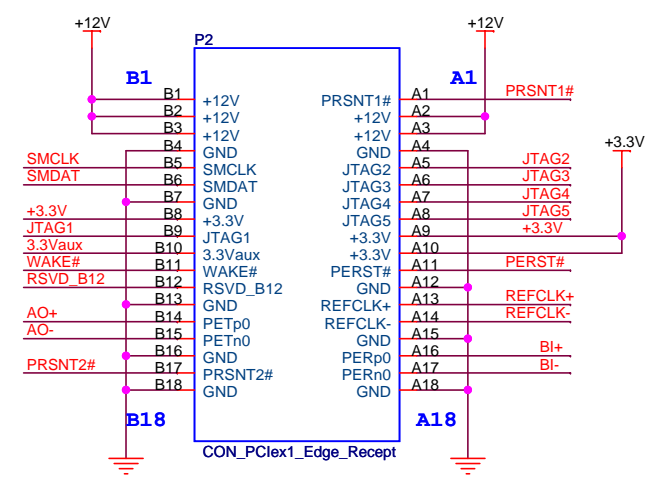 +12V +12V
P2
B1 A1
B1 +12V PRSNT1# A1 PRSNT1#
B2 +12V +12V A2
B3 +12V +12V A3
+3.3V
B4 GND GND A4
SMCLK B5 SMCLK JTAG2 A5 JTAG2
SMDAT B6 SMDAT JTAG3 A6 JTAG3
B7 GND JTAG4 A7 JTAG4
+3.3V B8 +3.3V JTAG5 A8 JTAG5
JTAG1 B9 JTAG1 +3.3V A9 +3.3V
3.3Vaux B10 3.3Vaux +3.3V A10
WAKE# B11 WAKE# PERST# A11 PERST#
RSVD_B12 B12 RSVD_B12 GND A12
B13 GND REFCLK+ A13 REFCLK+
AO+ B14 PETp0 REFCLK- A14 REFCLK-
AO- B15 PETn0 GND A15
B16 GND PERp0 A16 BI+
PRSNT2# B17 PRSNT2# PERn0 A17 BI-
B18 GND GND A18
B18 A18
CON_PCIex1_Edge_Recept